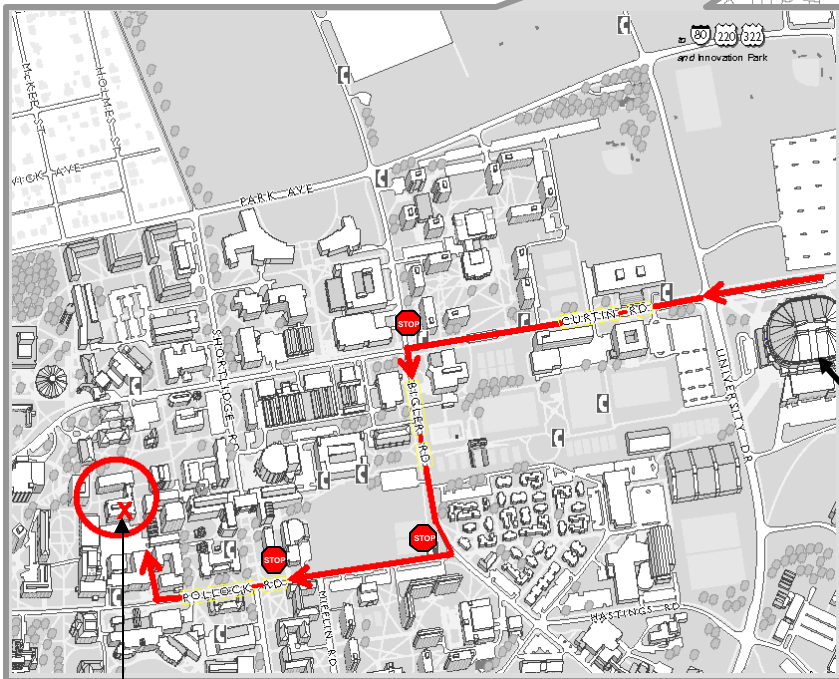 to 80 220 322
and Innovation Park
McKEE ST
HOLMES ST
VICK AVE
PARK AVE
STOP
CURTIN RD
SHORTLIDGE R
UNIVERSITY DR
BIGLER RD
X
STOP
STOP
POLLOCK RD
MIFFLIN RD
HASTINGS RD